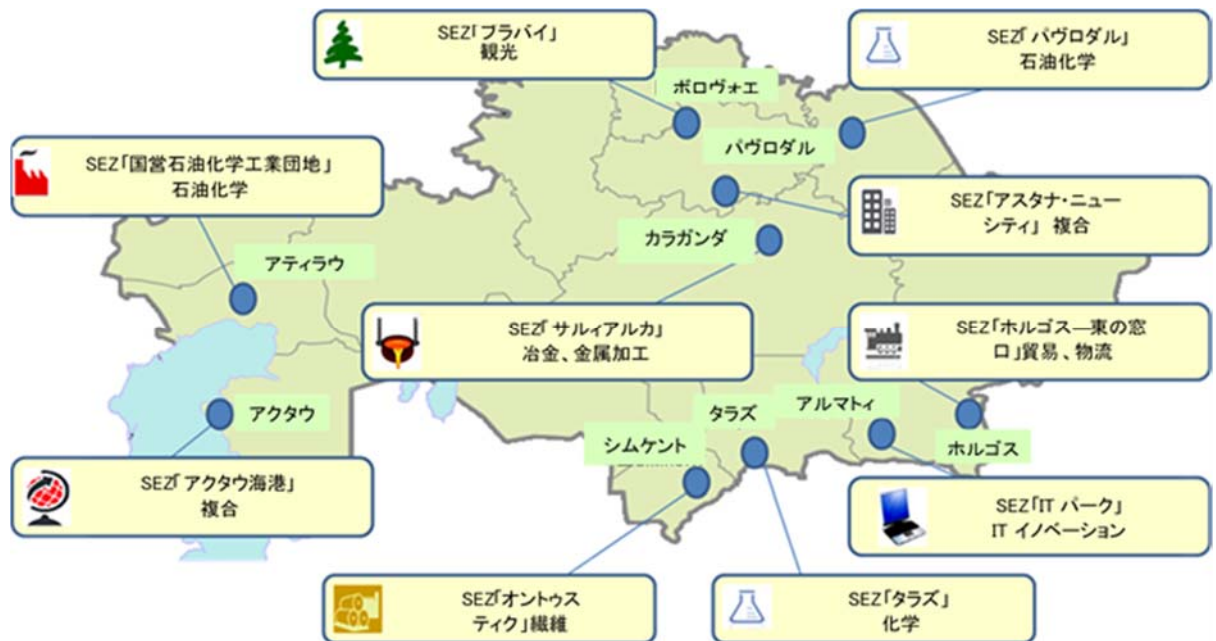 SEZ「ブラバイ」
観光
SEZ「パヴロダル」
石油化学
ボロヴォエ
パヴロダル
SEZ「国営石油化学工業団地」
石油化学
SEZ「アスタナ・ニュー
シティ」 複合
カラガンダ
アティラウ
SEZ「サルィアルカ」
冶金、金属加工
SEZ「ホルゴス―東の窓
口」貿易、物流
アクタウ
タラズ
アルマトィ
シムケント
ホルゴス
SEZ「アクタウ海港」
複合
SEZ「IT パーク」
IT イノベーション
SEZ「オントゥス
ティク」繊維
SEZ「タラズ」
化学